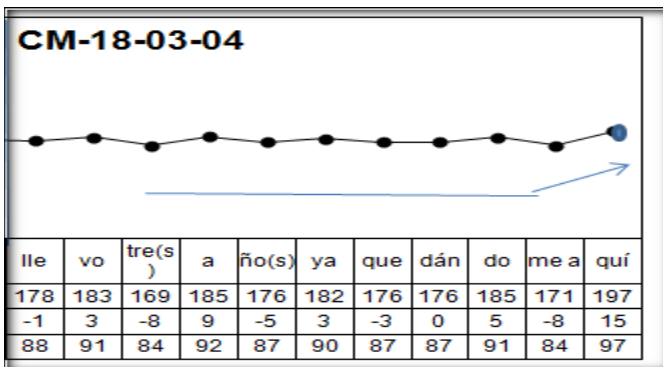 CM-18-03-04
lle vo tre(s) a ño(s) ya que dán do me a quí
178 183 169 185 176 182 176 176 185 171 197
-1 3 -8 9 -5 3 -3 0 5 -8 15
88 91 84 92 87 90 87 87 91 84 97